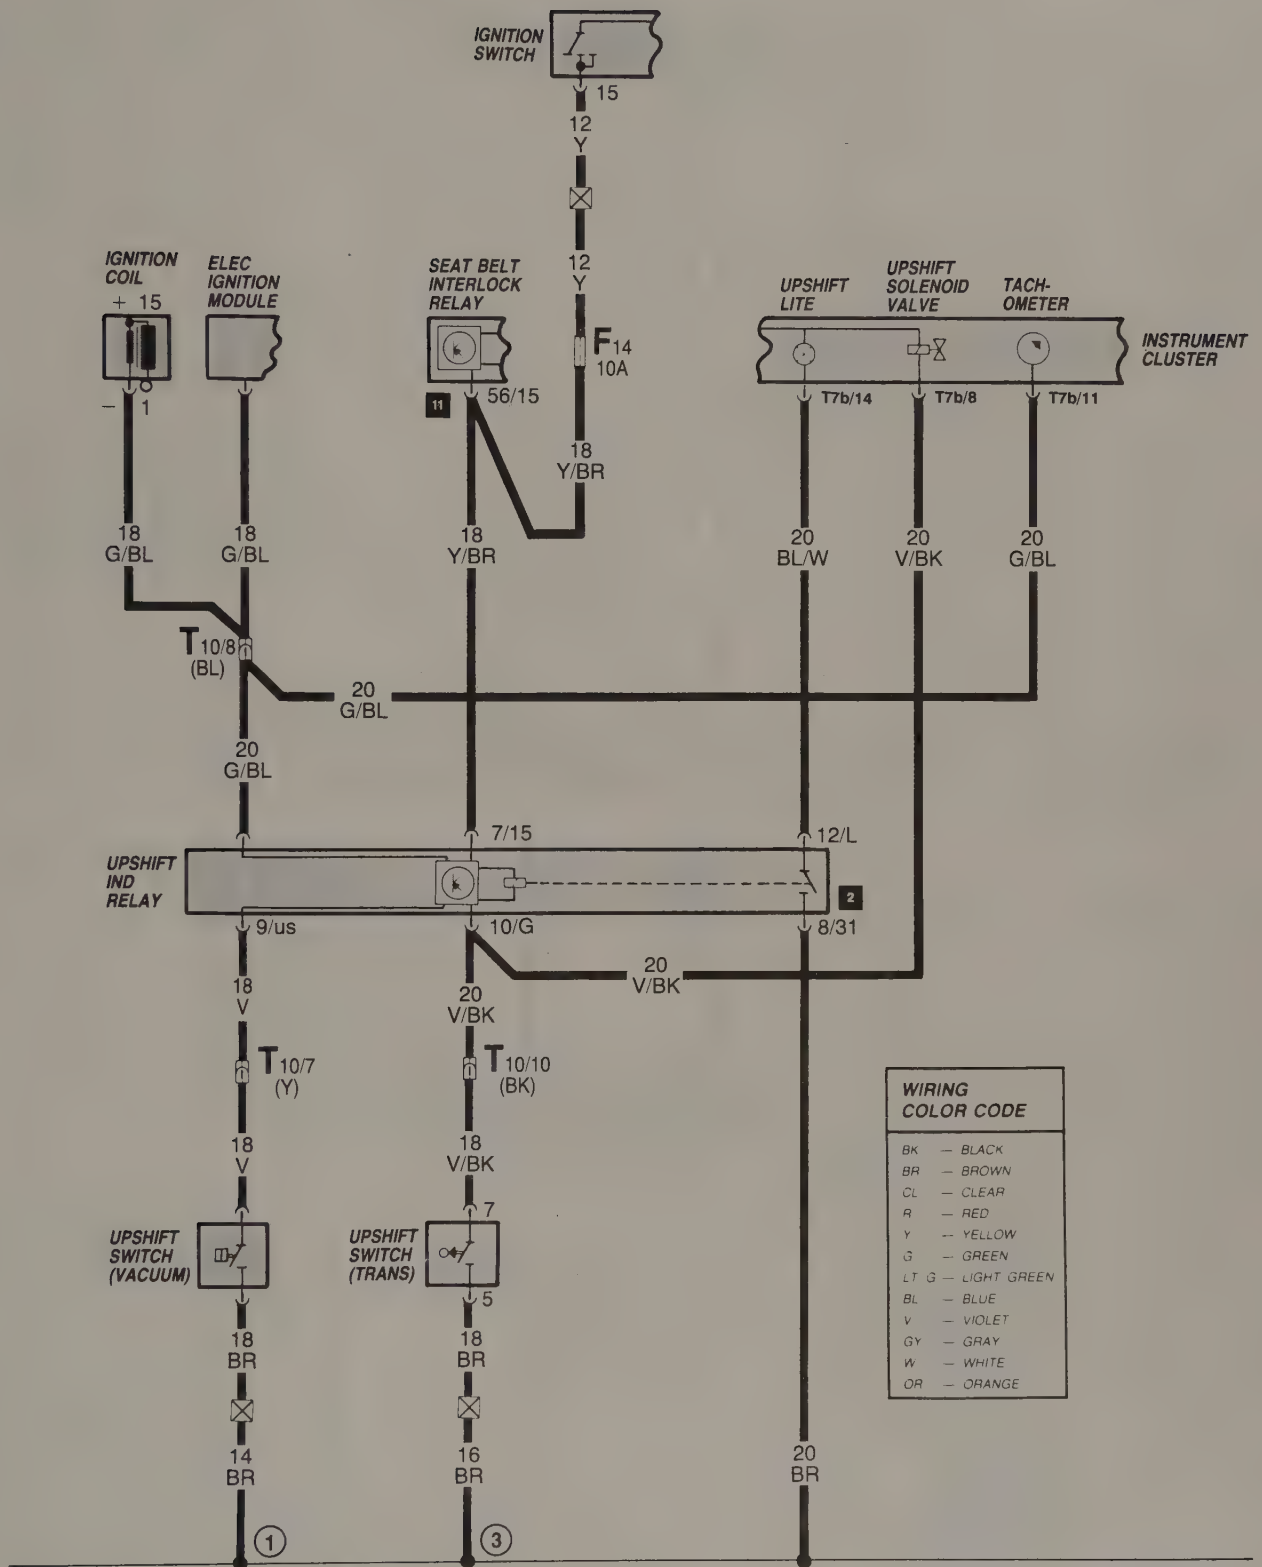 IGNITION
SWITCH
15
12
Y
12
Y
F14
10A
18
Y/BR
IGNITION
COIL
+ 15
– 1
ELEC
IGNITION
MODULE
SEAT BELT
INTERLOCK
RELAY
11
56/15
UPSHIFT
LITE
UPSHIFT
SOLENOID
VALVE
TACH-
OMETER
INSTRUMENT
CLUSTER
T7b/14
T7b/8
T7b/11
18
G/BL
18
G/BL
18
Y/BR
20
BL/W
20
V/BK
20
G/BL
T10/8
(BL)
20
G/BL
20
G/BL
7/15
12/L
UPSHIFT
IND
RELAY
2
9/us
10/G
8/31
18
V
20
V/BK
20
V/BK
T10/7
(Y)
T10/10
(BK)
18
V
18
V/BK
7
UPSHIFT
SWITCH
(VACUUM)
UPSHIFT
SWITCH
(TRANS)
5
18
BR
18
BR
14
BR
16
BR
20
BR
1
3
WIRING
COLOR CODE
BK — BLACK
BR — BROWN
CL — CLEAR
R — RED
Y — YELLOW
G — GREEN
LT G — LIGHT GREEN
BL — BLUE
V — VIOLET
GY — GRAY
W — WHITE
OR — ORANGE